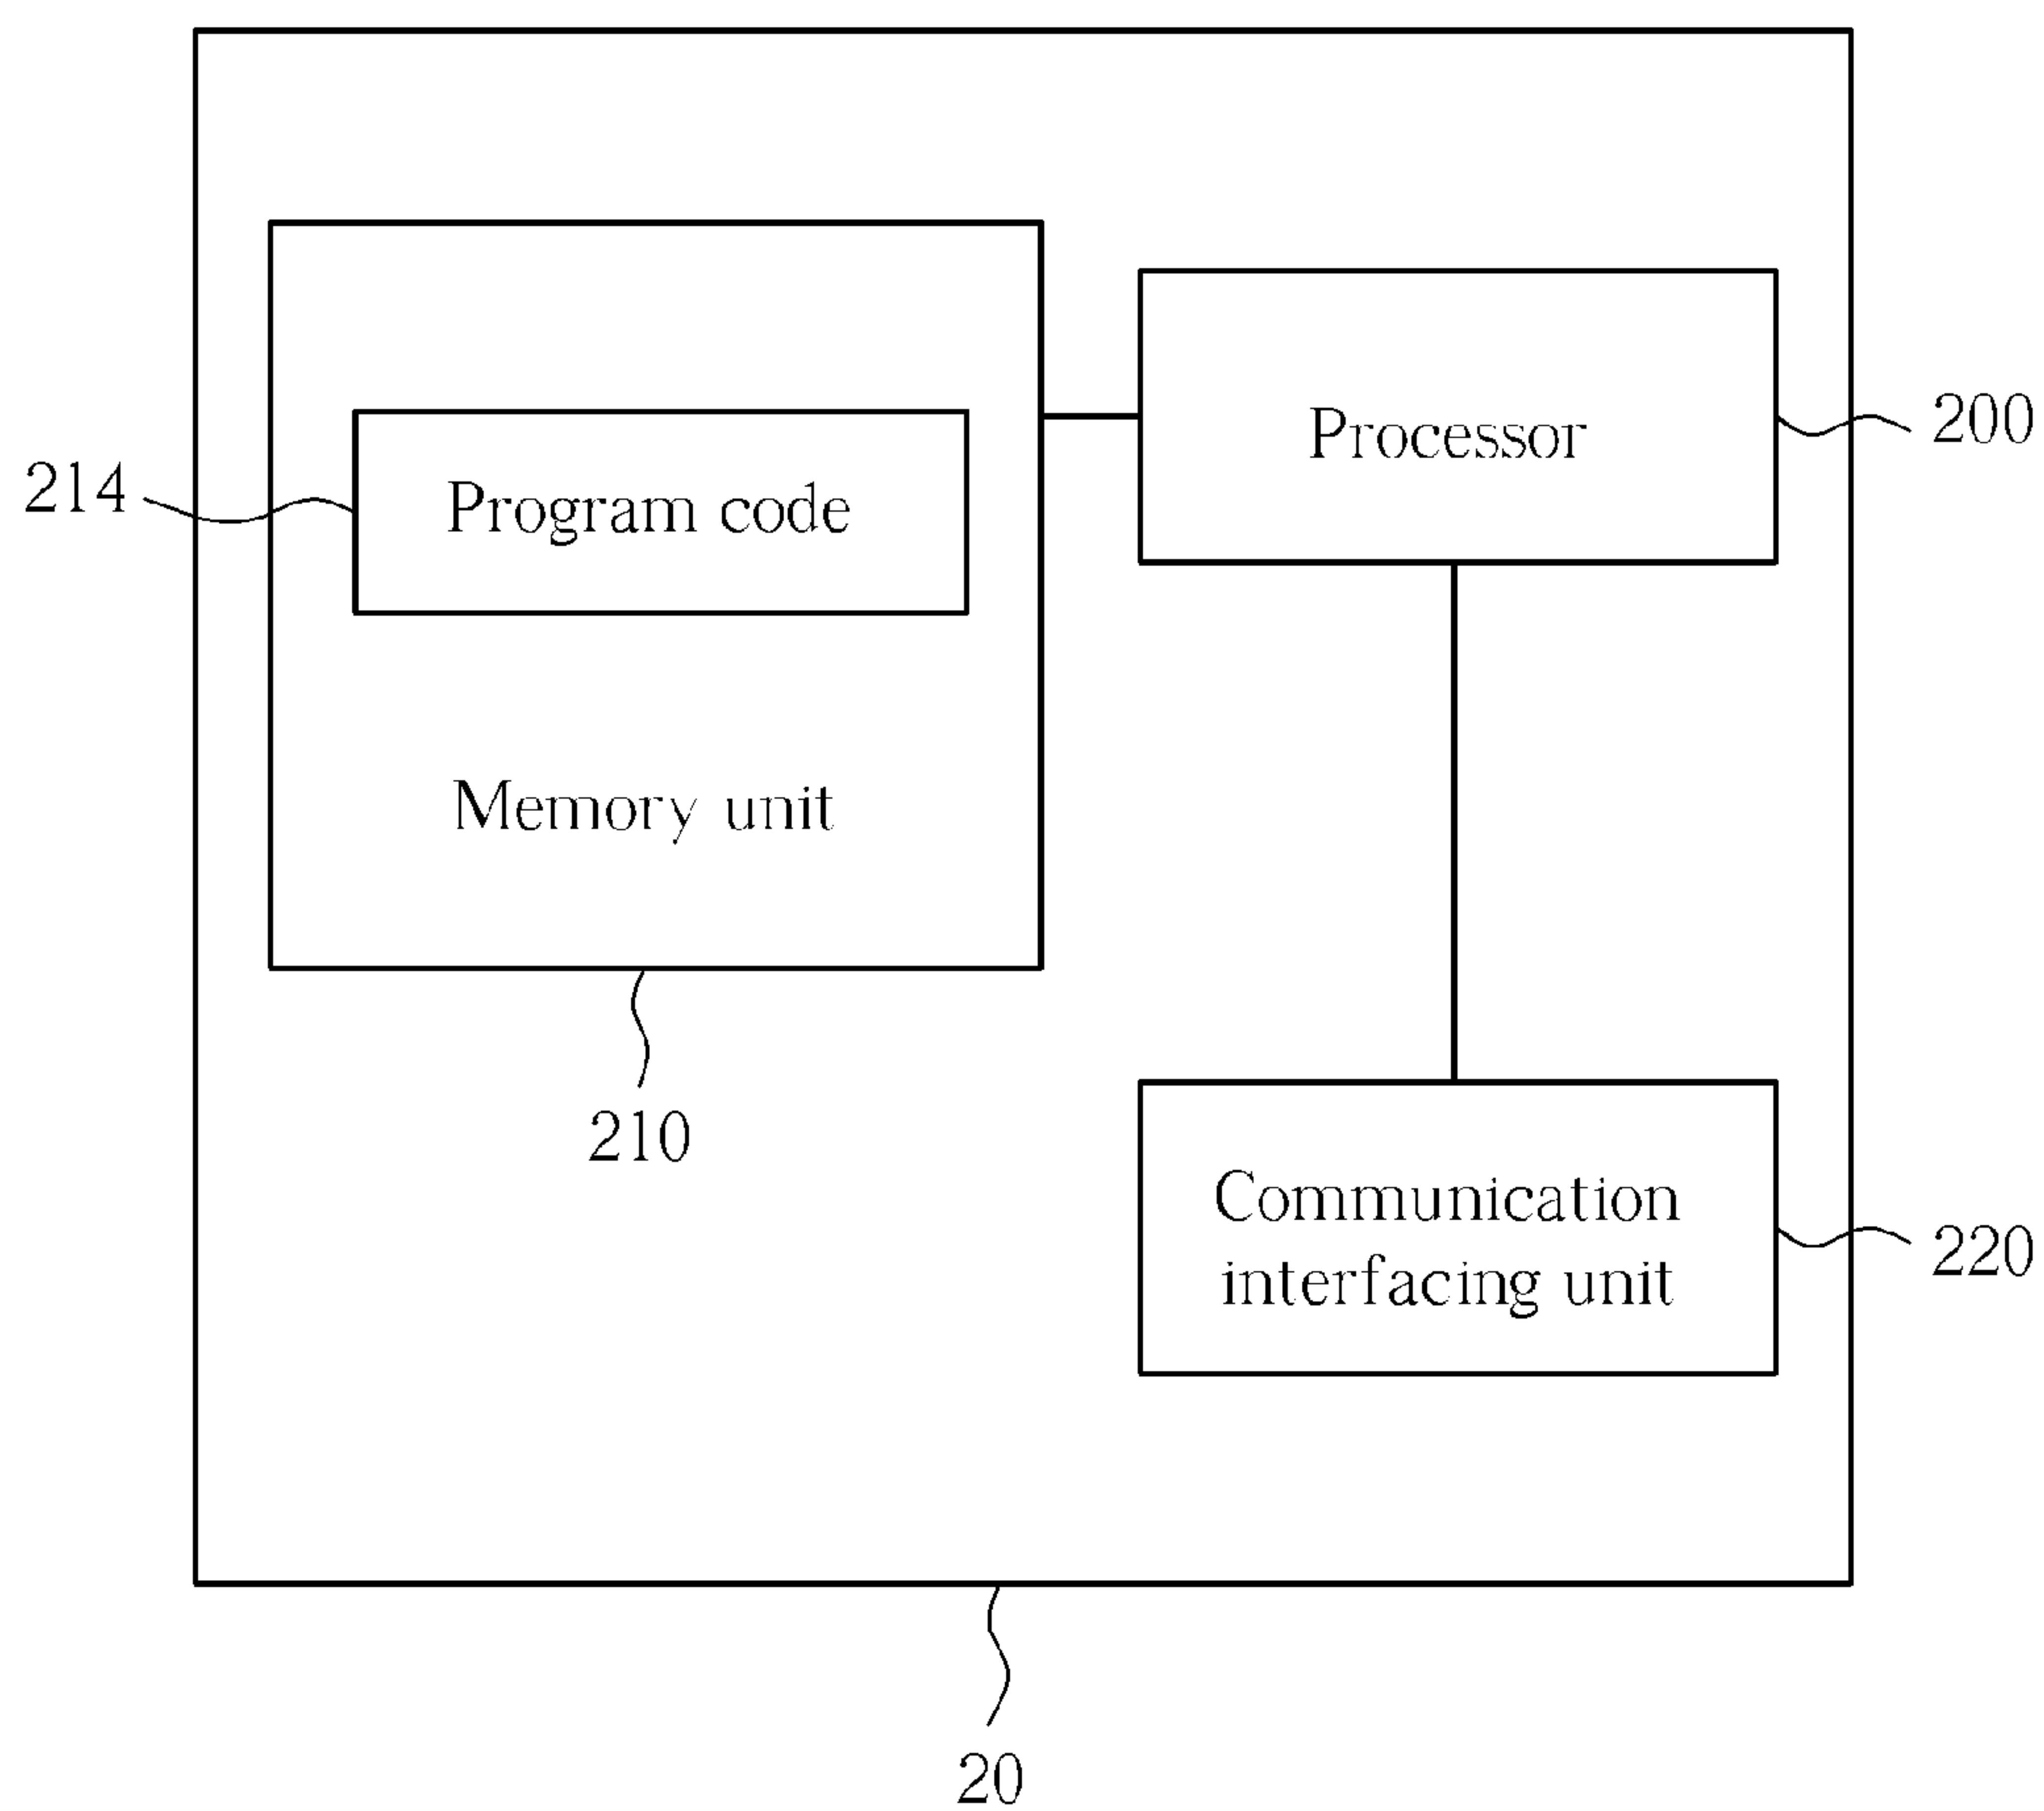 Processor
200
214
Program code
Memory unit
210
Communication
interfacing unit
220
20